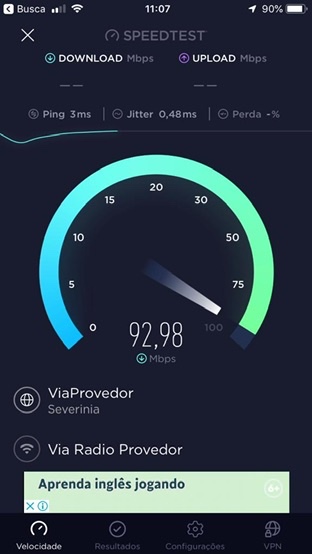 Busca 11:07 90%
SPEEDTEST
DOWNLOAD Mbps UPLOAD Mbps
Ping 3ms Jitter 0,48ms Perda -%
20
10 30
5 50
0 75
100
92,98
Mbps
ViaProvedor
Severinia
Via Radio Provedor
Aprenda inglês jogando
6+
Velocidade Resultados Configurações VPN